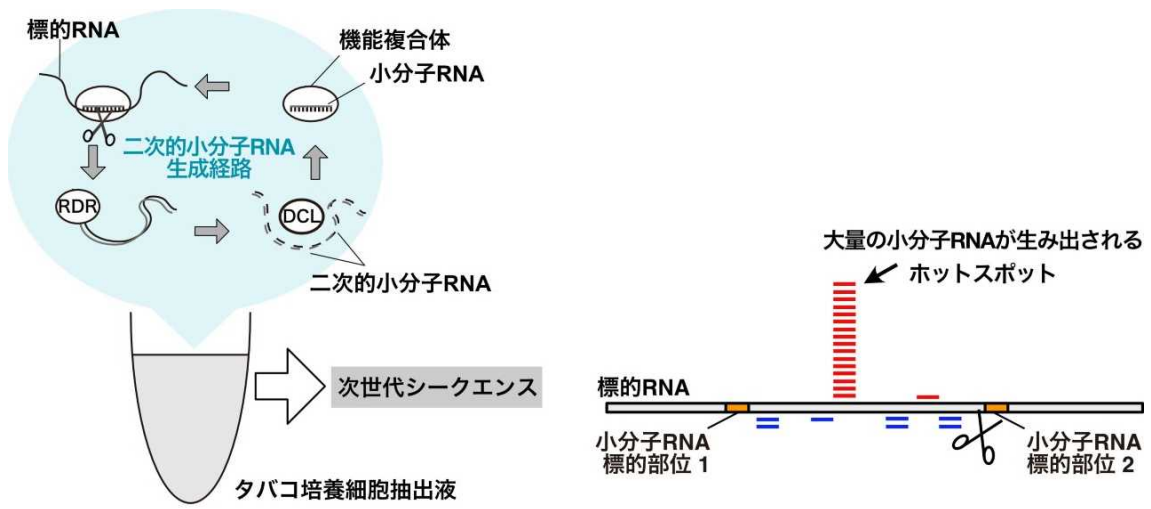 標的RNA
機能複合体
小分子RNA
二次的小分子RNA
生成経路
RDR
DCL
二次的小分子RNA
次世代シークエンス
タバコ培養細胞抽出液
大量の小分子RNAが生み出される
ホットスポット
標的RNA
小分子RNA
標的部位 1
小分子RNA
標的部位 2